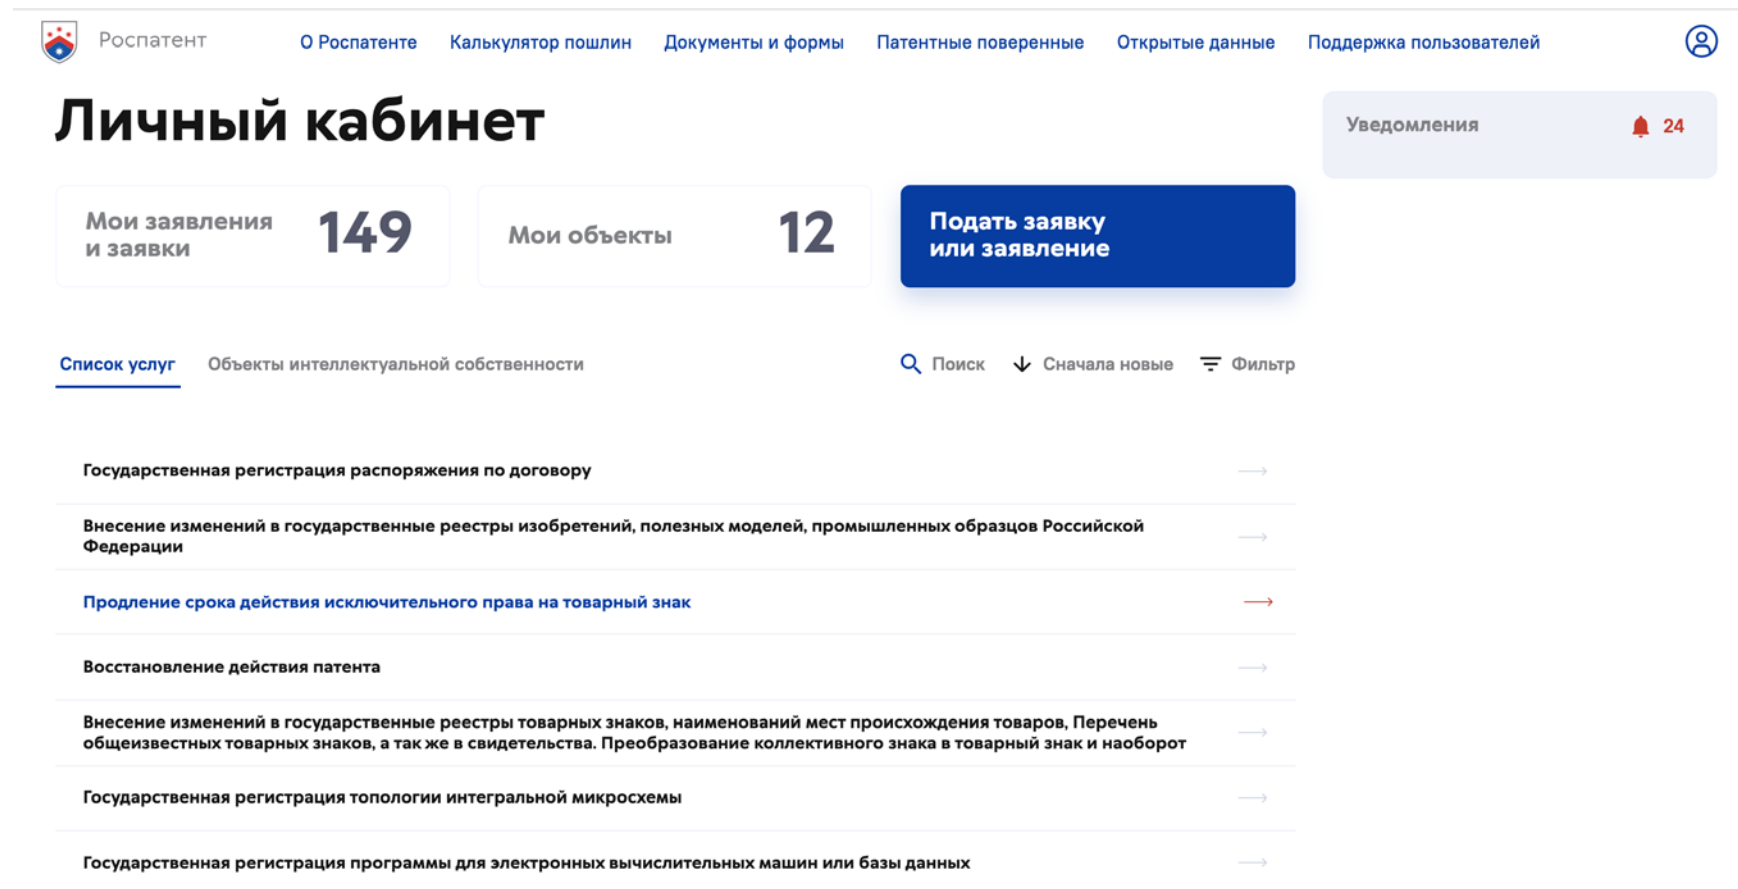 Роспатент
О Роспатенте
Калькулятор пошлин
Документы и формы
Патентные поверенные
Открытые данные
Поддержка пользователей
Личный кабинет
Уведомления 24
Мои заявления
и заявки
149
Мои объекты
12
Подать заявку
или заявление
Список услуг
Объекты интеллектуальной собственности
Поиск
Сначала новые
Фильтр
Государственная регистрация распоряжения по договору
Внесение изменений в государственные реестры изобретений, полезных моделей, промышленных образцов Российской
Федерации
Продление срока действия исключительного права на товарный знак
Восстановление действия патента
Внесение изменений в государственные реестры товарных знаков, наименований мест происхождения товаров, Перечень
общеизвестных товарных знаков, а так же в свидетельства. Преобразование коллективного знака в товарный знак и наоборот
Государственная регистрация топологии интегральной микросхемы
Государственная регистрация программы для электронных вычислительных машин или базы данных